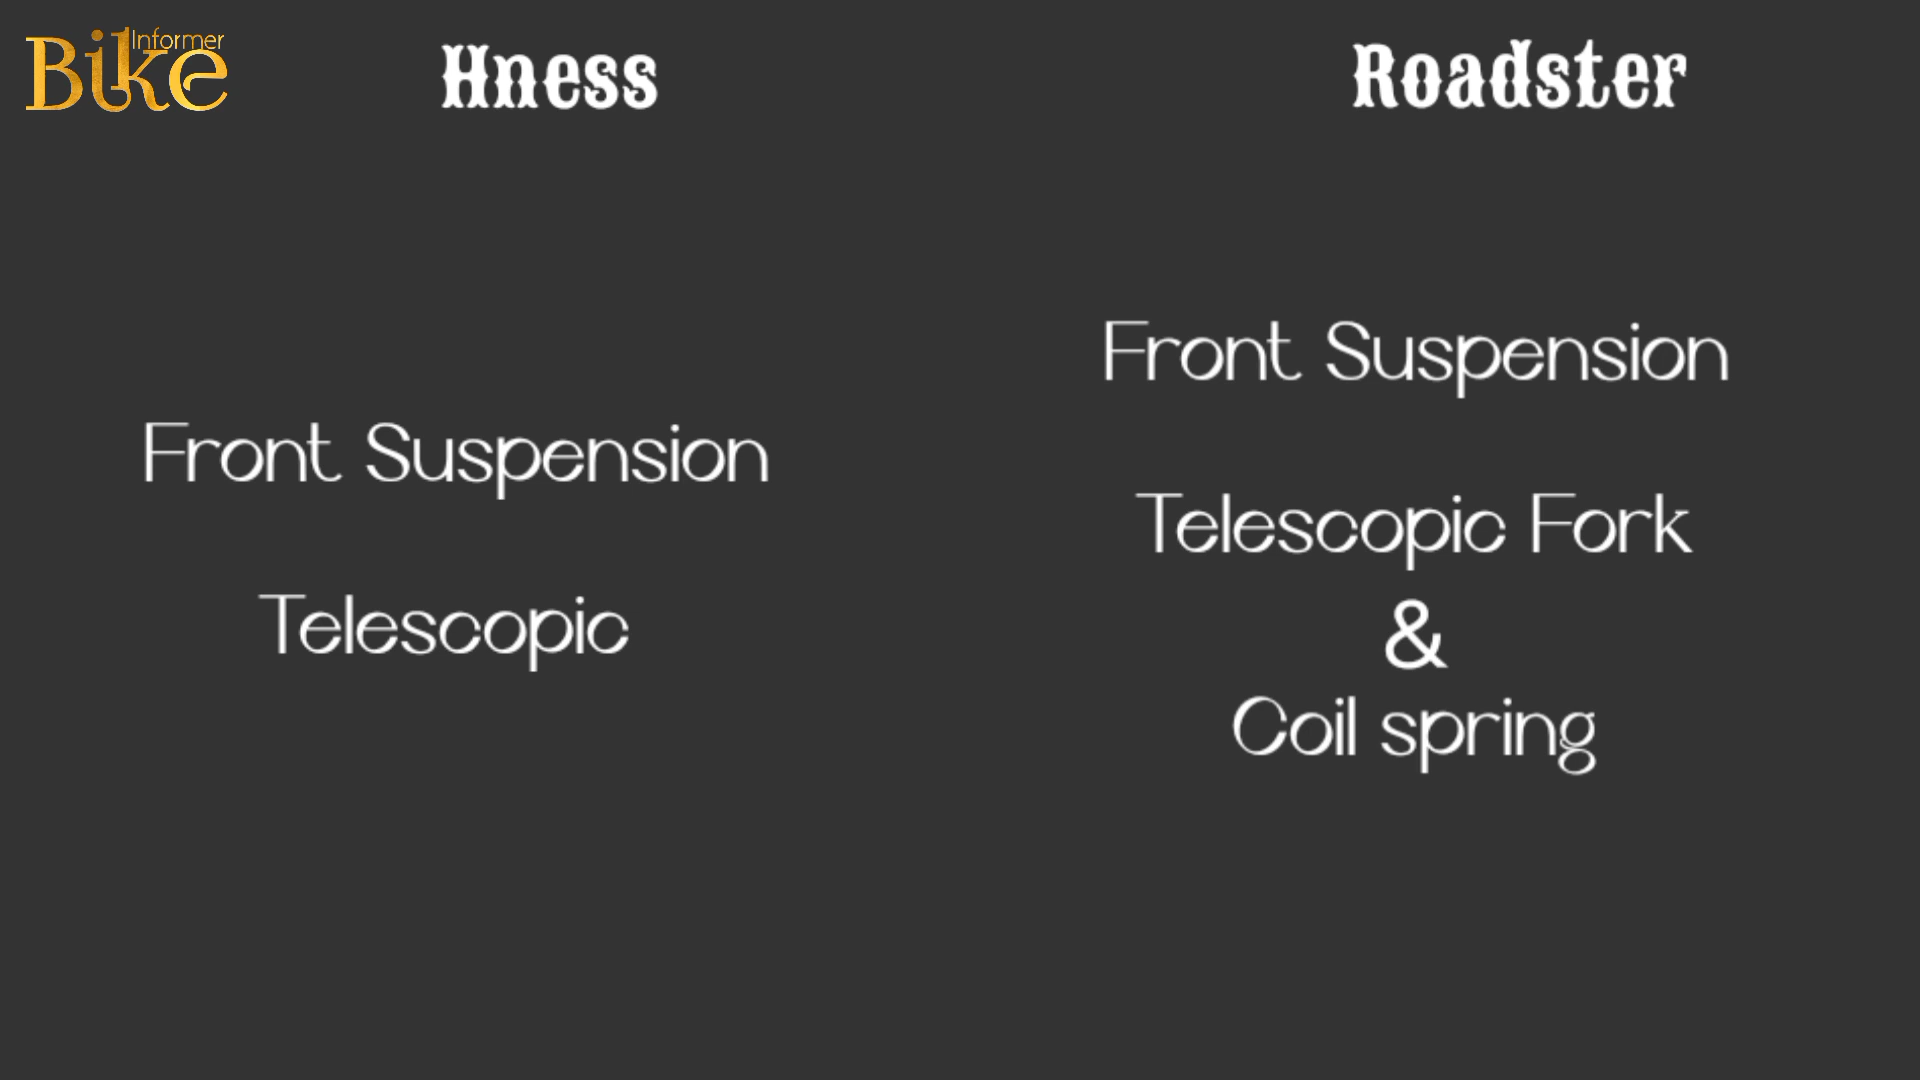 Bike Informer
Hness
Roadster
Front Suspension
Telescopic
Front Suspension
Telescopic Fork
&
Coil spring